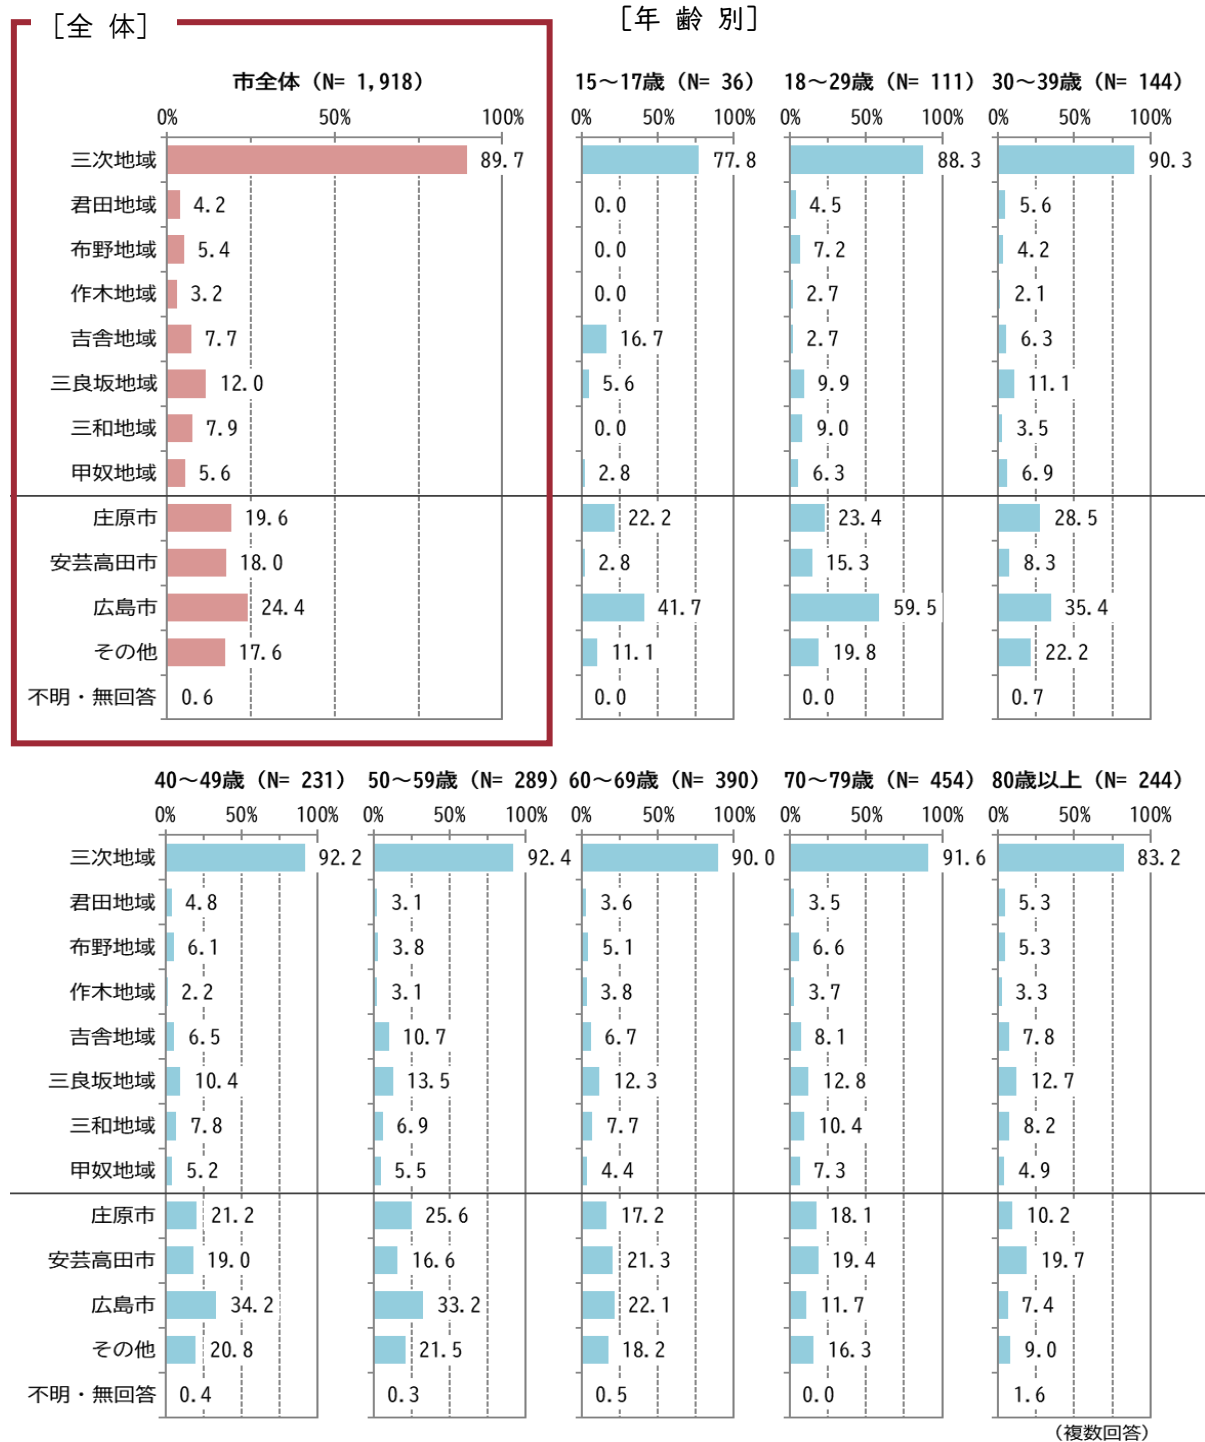 ［全 体］
［年 齢 別］
市全体（N= 1,918）
15～17歳（N= 36）
18～29歳（N= 111）
30～39歳（N= 144）
0% 50% 100%
0% 50% 100%
0% 50% 100%
0% 50% 100%
三次地域 89.7 77.8 88.3 90.3
君田地域 4.2 0.0 4.5 5.6
布野地域 5.4 0.0 7.2 4.2
作木地域 3.2 0.0 2.7 2.1
吉舎地域 7.7 16.7 2.7 6.3
三良坂地域 12.0 5.6 9.9 11.1
三和地域 7.9 0.0 9.0 3.5
甲奴地域 5.6 2.8 6.3 6.9
庄原市 19.6 22.2 23.4 28.5
安芸高田市 18.0 2.8 15.3 8.3
広島市 24.4 41.7 59.5 35.4
その他 17.6 11.1 19.8 22.2
不明・無回答 0.6 0.0 0.0 0.7
40～49歳（N= 231）
50～59歳（N= 289）
60～69歳（N= 390）
70～79歳（N= 454）
80歳以上（N= 244）
0% 50% 100%
0% 50% 100%
0% 50% 100%
0% 50% 100%
0% 50% 100%
三次地域 92.2 92.4 90.0 91.6 83.2
君田地域 4.8 3.1 3.6 3.5 5.3
布野地域 6.1 3.8 5.1 6.6 5.3
作木地域 2.2 3.1 3.8 3.7 3.3
吉舎地域 6.5 10.7 6.7 8.1 7.8
三良坂地域 10.4 13.5 12.3 12.8 12.7
三和地域 7.8 6.9 7.7 10.4 8.2
甲奴地域 5.2 5.5 4.4 7.3 4.9
庄原市 21.2 25.6 17.2 18.1 10.2
安芸高田市 19.0 16.6 21.3 19.4 19.7
広島市 34.2 33.2 22.1 11.7 7.4
その他 20.8 21.5 18.2 16.3 9.0
不明・無回答 0.4 0.3 0.5 0.0 1.6
（複数回答）